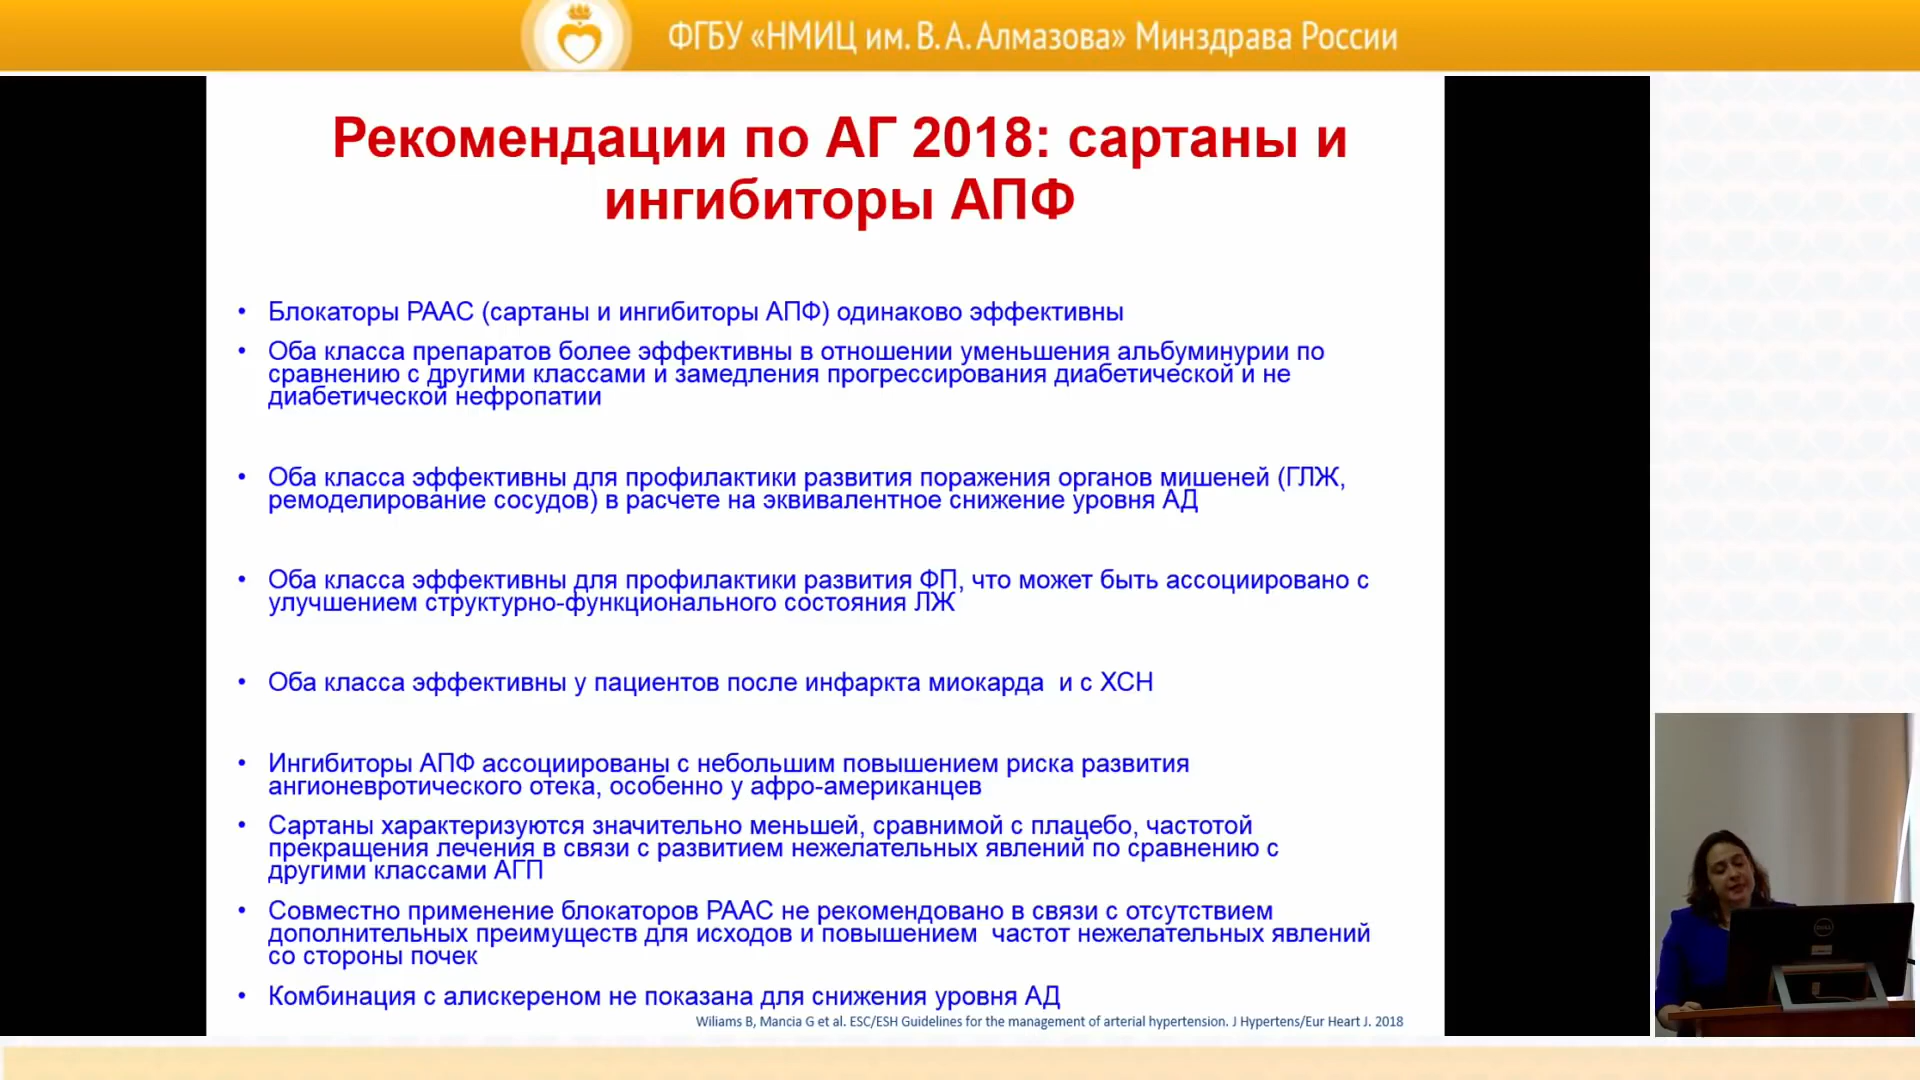 ФГБУ «НМИЦ им. В. А. Алмазова» Минздрава России
Рекомендации по АГ 2018: сартаны и
ингибиторы АПФ
• Блокаторы РААС (сартаны и ингибиторы АПФ) одинаково эффективны
• Оба класса препаратов более эффективны в отношении уменьшения альбуминурии по
сравнению с другими классами и замедления прогрессирования диабетической и не
диабетической нефропатии
• Оба класса эффективны для профилактики развития поражения органов мишеней (ГЛЖ,
ремоделирование сосудов) в расчете на эквивалентное снижение уровня АД
• Оба класса эффективны для профилактики развития ФП, что может быть ассоциировано с
улучшением структурно-функционального состояния ЛЖ
• Оба класса эффективны у пациентов после инфаркта миокарда и с ХСН
• Ингибиторы АПФ ассоциированы с небольшим повышением риска развития
ангионевротического отека, особенно у афро-американцев
• Сартаны характеризуются значительно меньшей, сравнимой с плацебо, частотой
прекращения лечения в связи с развитием нежелательных явлений по сравнению с
другими классами АГП
• Совместно применение блокаторов РААС не рекомендовано в связи с отсутствием
дополнительных преимуществ для исходов и повышением частот нежелательных явлений
со стороны почек
• Комбинация с алискереном не показана для снижения уровня АД
Wiliams B, Mancia G et al. ESC/ESH Guidelines for the management of arterial hypertension. J Hypertens/Eur Heart J. 2018
DELL